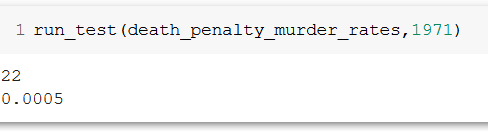 1 run_test(death_penalty_murder_rates,1971)
22
0.0005